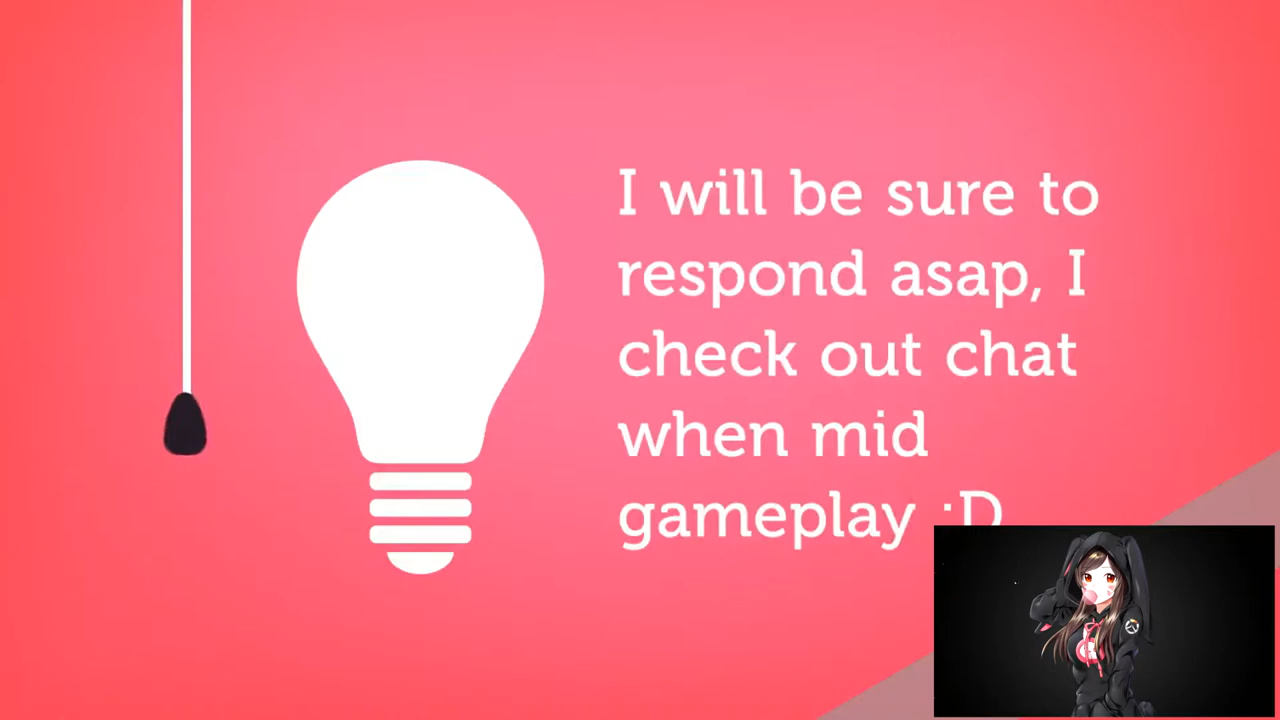 I will be sure to
respond asap, I
check out chat
when mid
gameplay :D